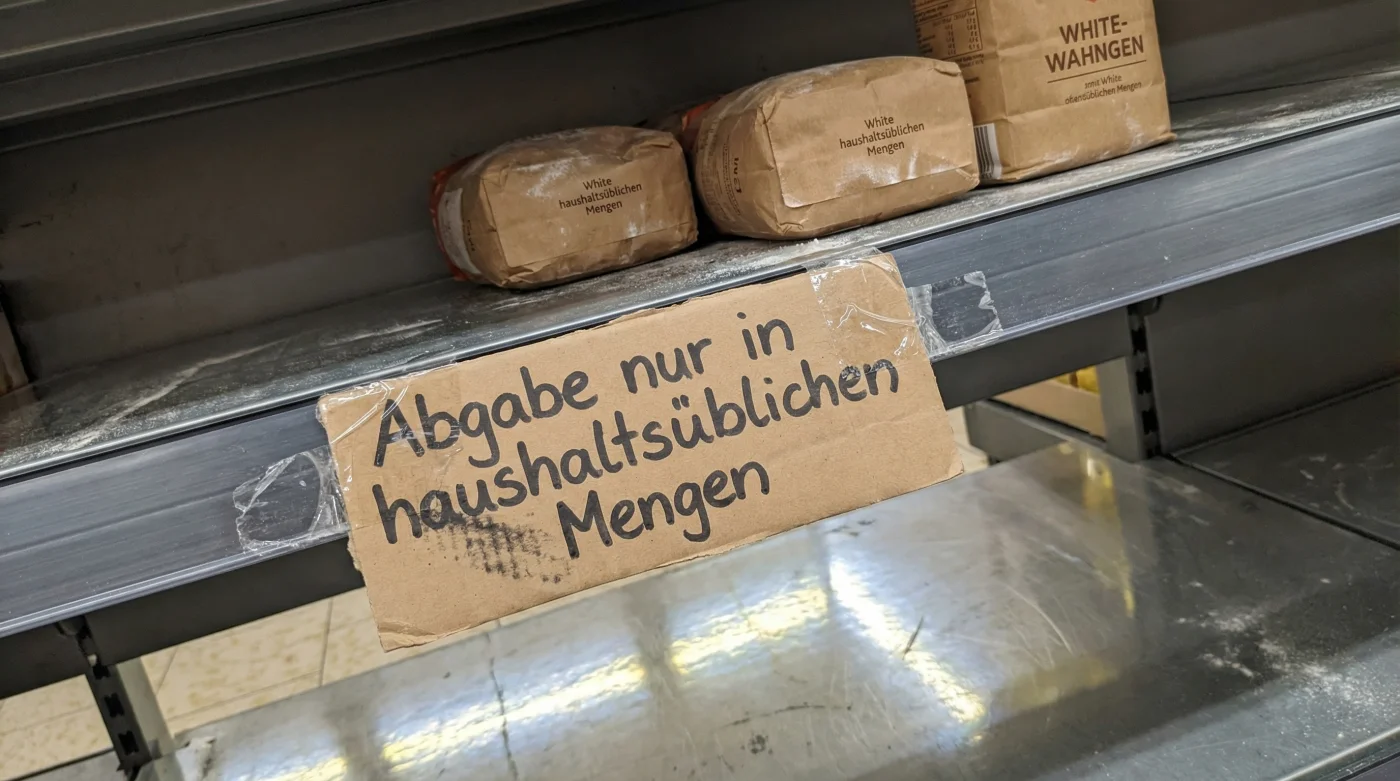 WHITE-
WAHNGEN
White
haushaltsüblichen
Mengen
White
haushaltsüblichen
Mengen
Abgabe nur in
haushaltsüblichen
Mengen